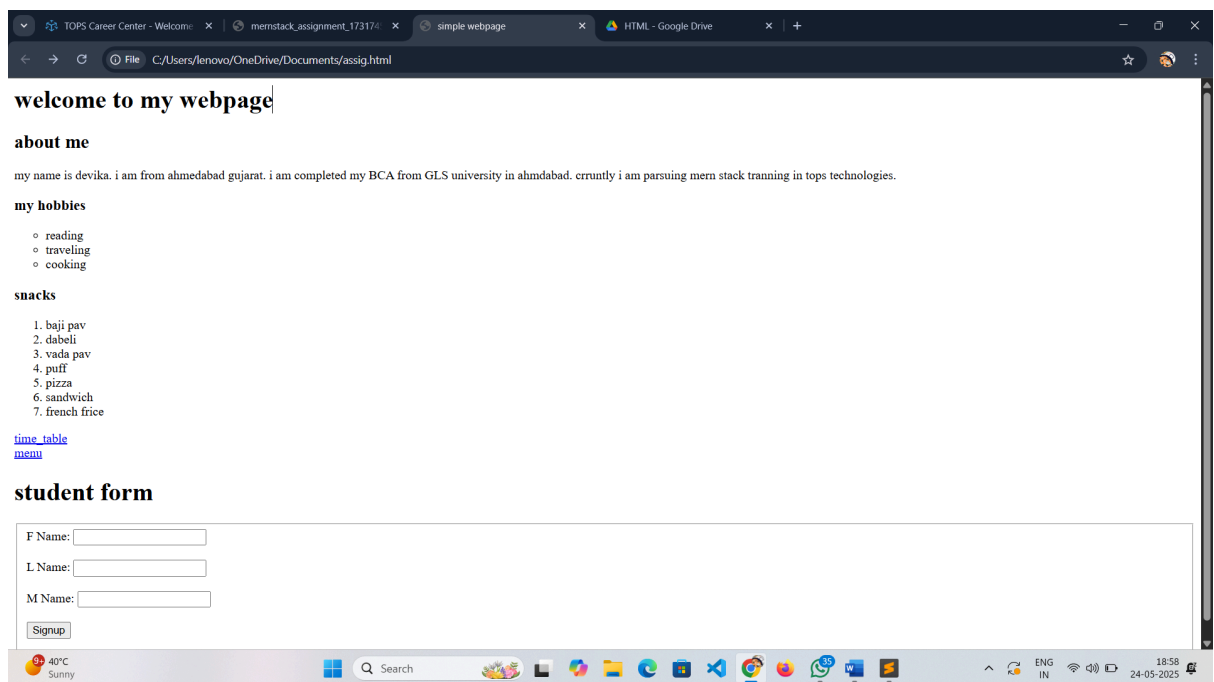 TOPS Career Center - Welcome
mernstack_assignment_173174
simple webpage
HTML - Google Drive
File C:/Users/lenovo/OneDrive/Documents/assig.html
welcome to my webpage
about me
my name is devika. i am from ahmedabad gujarat. i am completed my BCA from GLS university in ahmdabad. crruntly i am parsuing mern stack tranning in tops technologies.
my hobbies
reading
traveling
cooking
snacks
1. baji pav
2. dabeli
3. vada pav
4. puff
5. pizza
6. sandwich
7. french frice
time_table
menu
student form
F Name:
L Name:
M Name:
Signup
9+ 40°C
Sunny
Search
35
ENG
IN
18:58
24-05-2025